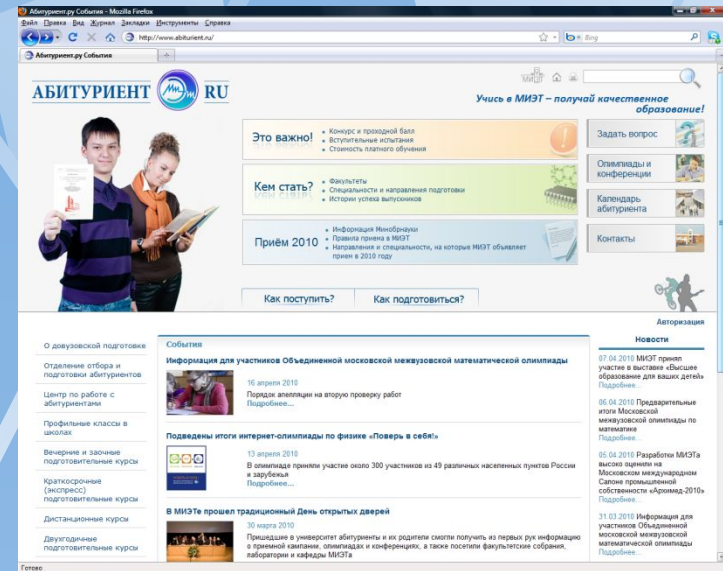 Абитуриент.ру События - Mozilla Firefox
Файл Правка Вид Журнал Закладки Инструменты Справка
http://www.abiturient.ru/
Bing
Абитуриент.ру События
АБИТУРИЕНТ
RU
Учись в МИЭТ – получай качественное
образование!
Это важно!
Конкурс и проходной балл
Вступительные испытания
Стоимость платного обучения
Кем стать?
Факультеты
Специальности и направления подготовки
Истории успеха выпускников
Приём 2010
Информация Минобрнауки
Правила приема в МИЭТ
Направления и специальности, на которые МИЭТ объявляет
прием в 2010 году
Задать вопрос
Олимпиады и
конференции
Календарь
абитуриента
Контакты
Как поступить?
Как подготовиться?
Авторизация
О довузовской подготовке
Отделение отбора и
подготовки абитуриентов
Центр по работе с
абитуриентами
Профильные классы в
школах
Вечерние и заочные
подготовительные курсы
Краткосрочные
(экспресс)
подготовительные курсы
Дистанционные курсы
Двухгодичные
подготовительные курсы
События
Информация для участников Объединенной московской межвузовской математической олимпиады
16 апреля 2010
Порядок апелляции на вторую проверку работ
Подробнее...
Подведены итоги интернет-олимпиады по физике «Поверь в себя!»
13 апреля 2010
В олимпиаде приняли участие около 300 участников из 49 различных населенных пунктов России
и зарубежья
Подробнее...
В МИЭТе прошел традиционный День открытых дверей
30 марта 2010
Пришедшие в университет абитуриенты и их родители смогли получить из первых рук информацию
о приемной кампании, олимпиадах и конференциях, а также посетили факультетские собрания,
лаборатории и кафедры МИЭТа
Новости
07.04.2010 МИЭТ принял
участие в выставке «Высшее
образование для ваших детей»
Подробнее...
06.04.2010 Предварительные
итоги Московской
межвузовской олимпиады по
математике
Подробнее...
05.04.2010 Разработки МИЭТа
высоко оценили на
Московском международном
Салоне промышленной
собственности «Архимед-2010»
Подробнее...
31.03.2010 Информация для
участников Объединенной
московской межвузовской
математической олимпиады
Подробнее...
Готово